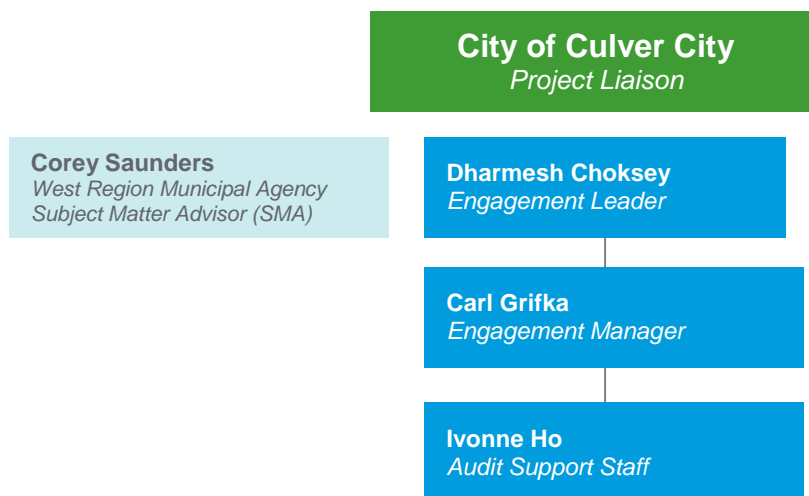 City of Culver City
Project Liaison
Corey Saunders
West Region Municipal Agency
Subject Matter Advisor (SMA)
Dharmesh Choksey
Engagement Leader
Carl Grifka
Engagement Manager
Ivonne Ho
Audit Support Staff